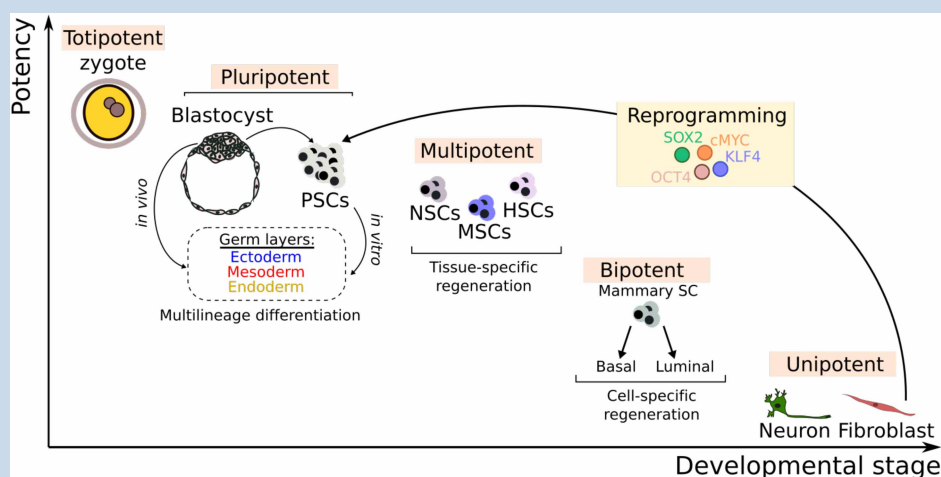 Potency
Totipotent
zygote
Pluripotent
Blastocyst
PSCs
in vivo
in vitro
Germ layers:
Ectoderm
Mesoderm
Endoderm
Multilineage differentiation
Multipotent
NSCs
HSCs
MSCs
Tissue-specific
regeneration
Reprogramming
SOX2
cMYC
KLF4
OCT4
Bipotent
Mammary SC
Basal Luminal
Cell-specific
regeneration
Unipotent
Neuron Fibroblast
Developmental stage